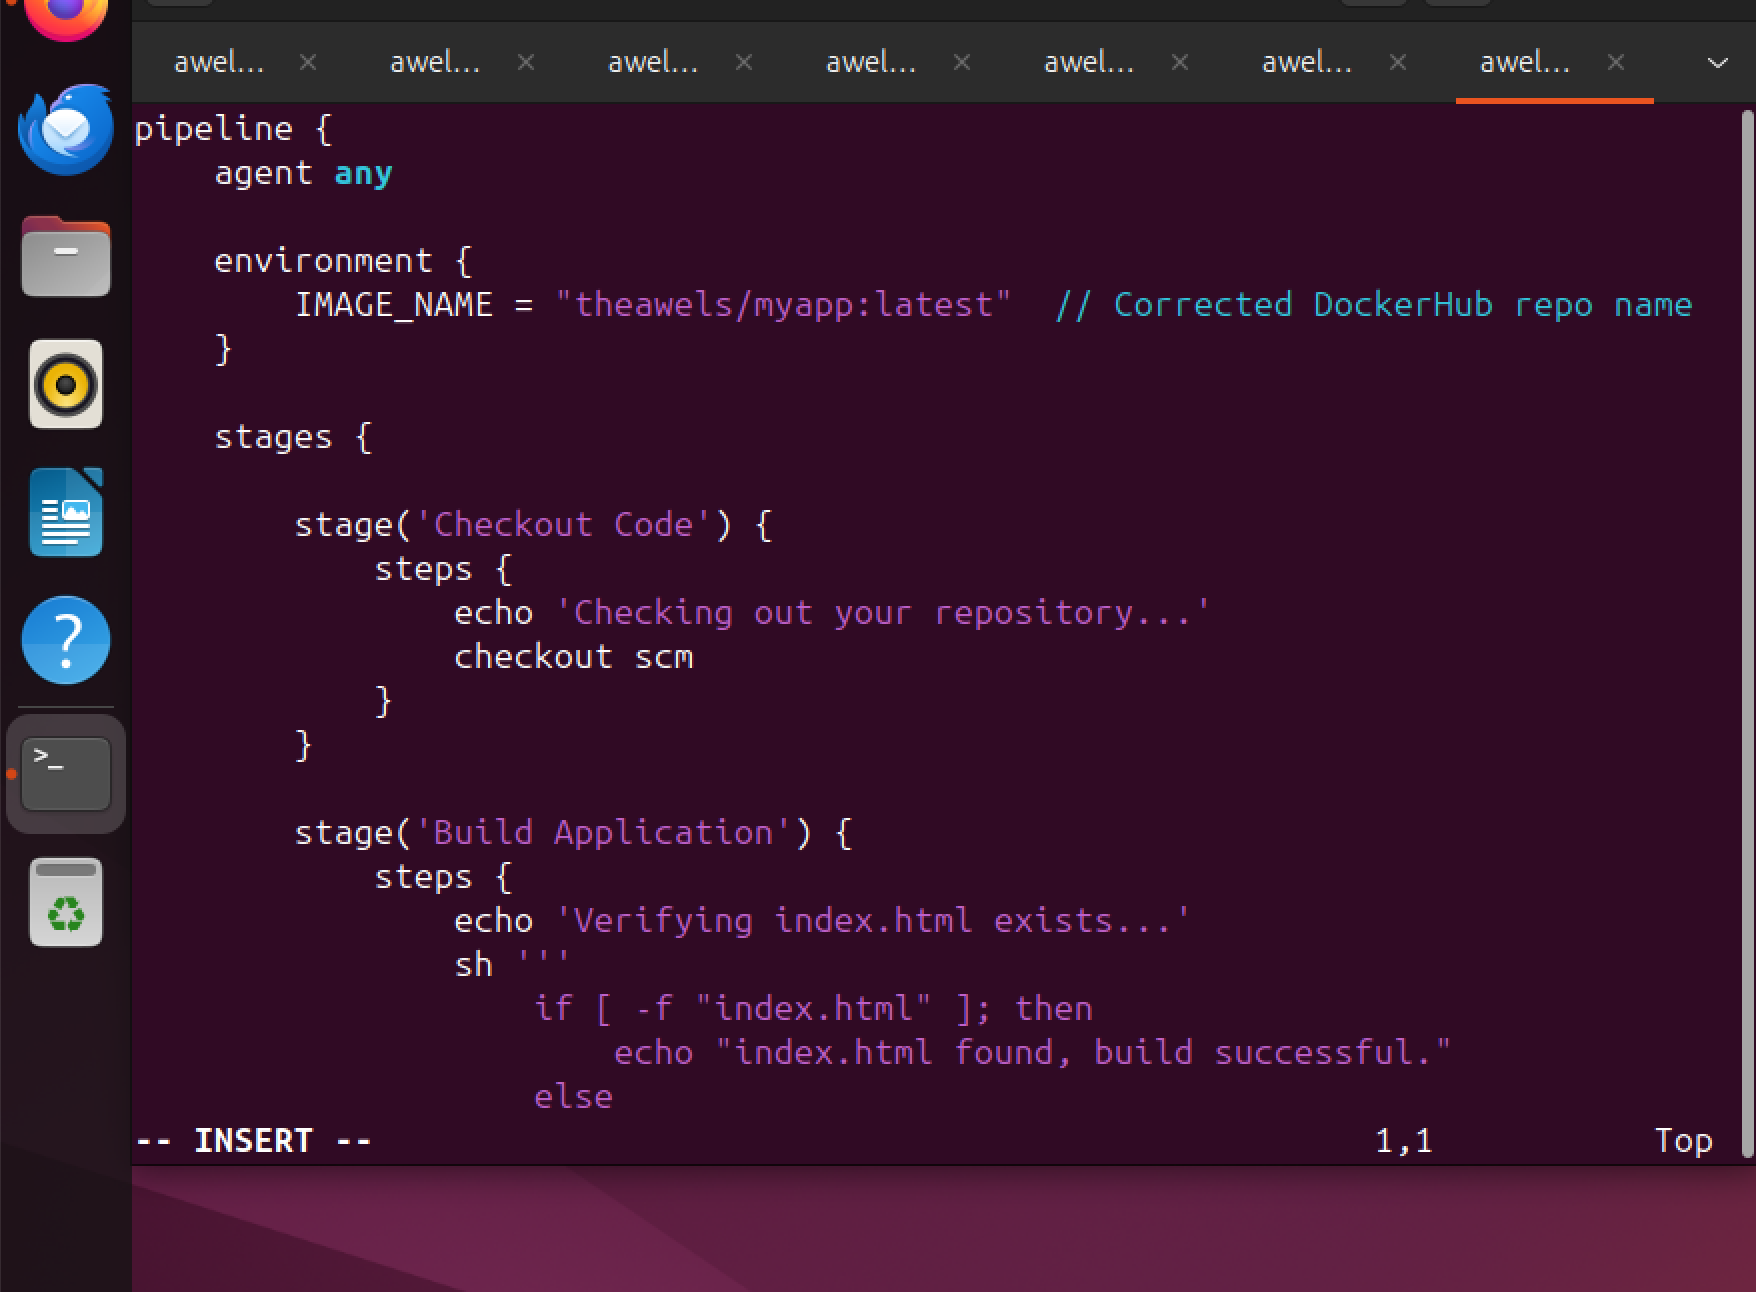 awel... × awel... × awel... × awel... × awel... × awel... × awel... ×
pipeline {
    agent any

    environment {
        IMAGE_NAME = "theawels/myapp:latest"  // Corrected DockerHub repo name
    }

    stages {

        stage('Checkout Code') {
            steps {
                echo 'Checking out your repository...'
                checkout scm
            }
        }

        stage('Build Application') {
            steps {
                echo 'Verifying index.html exists...'
                sh '''
                    if [ -f "index.html" ]; then
                        echo "index.html found, build successful."
                    else
-- INSERT -- 1,1 Top
?
>_